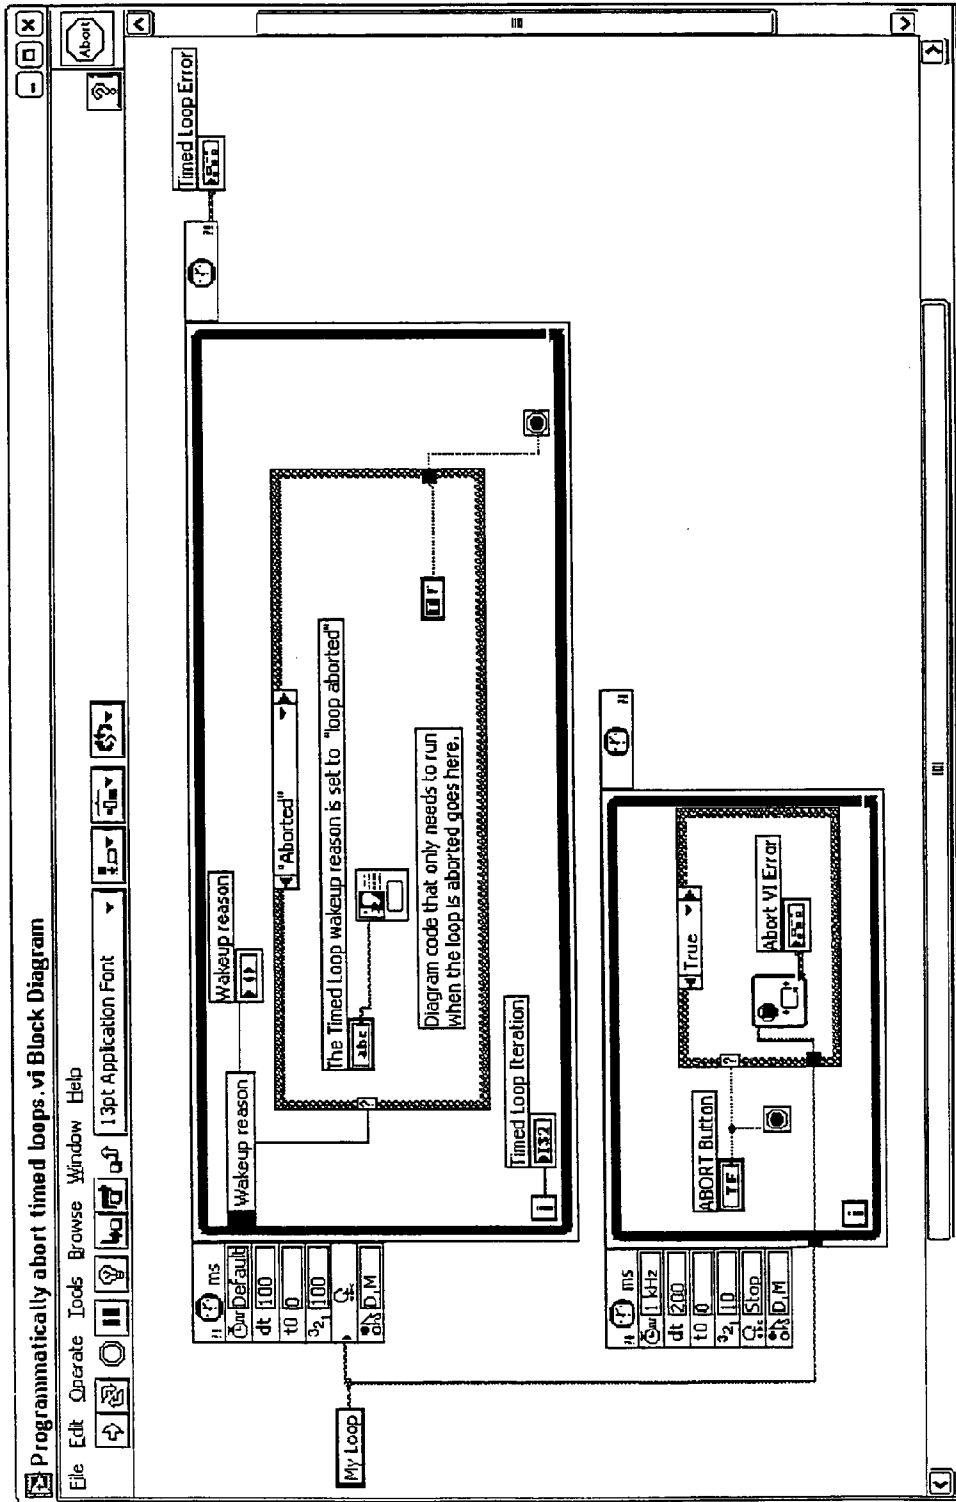 Programmatically abort timed loops.vi Block Diagram
File Edit Operate Tools Browse Window Help
13pt Application Font
Abort
?
Timed Loop Error
ms
Default
dt 100
t0 0
100
D,M
Wakeup reason
Wakeup reason
"Aborted"
The Timed Loop wakeup reason is set to "loop aborted"
abc
Diagram code that only needs to run
when the loop is aborted goes here.
Timed Loop Iteration
I32
i
My Loop
ms
1 kHz
dt 200
t0 0
10
Stop
D,M
ABORT Button
TF
?
True
Abort VI Error
i